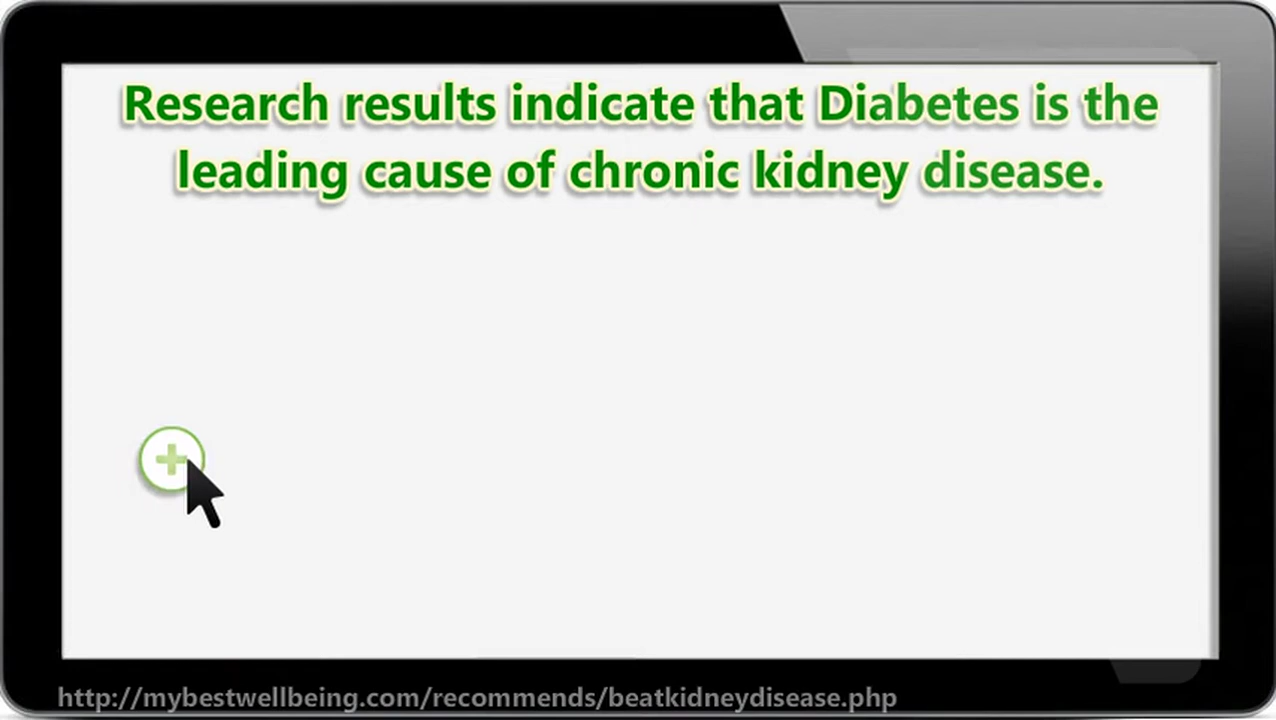 Research results indicate that Diabetes is the
leading cause of chronic kidney disease.
http://mybestwellbeing.com/recommends/beatkidneydisease.php